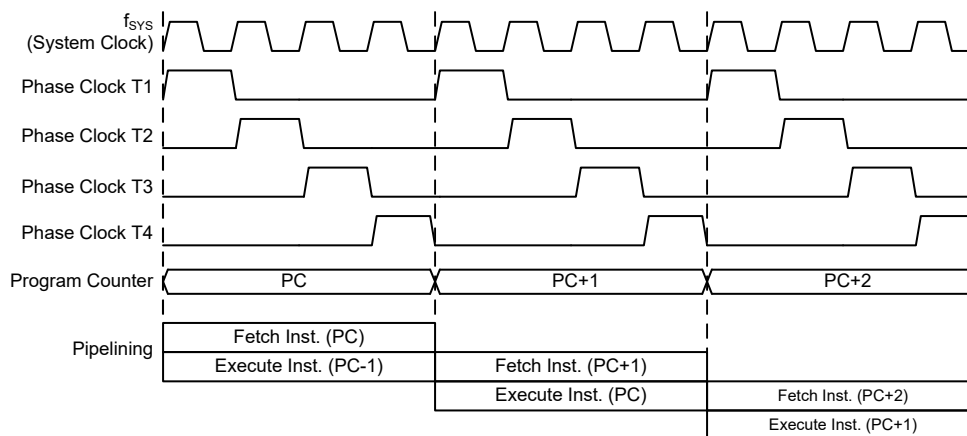 fSYS
(System Clock)
Phase Clock T1
Phase Clock T2
Phase Clock T3
Phase Clock T4
Program Counter PC PC+1 PC+2
Pipelining
Fetch Inst. (PC)
Execute Inst. (PC-1) Fetch Inst. (PC+1)
Execute Inst. (PC) Fetch Inst. (PC+2)
Execute Inst. (PC+1)